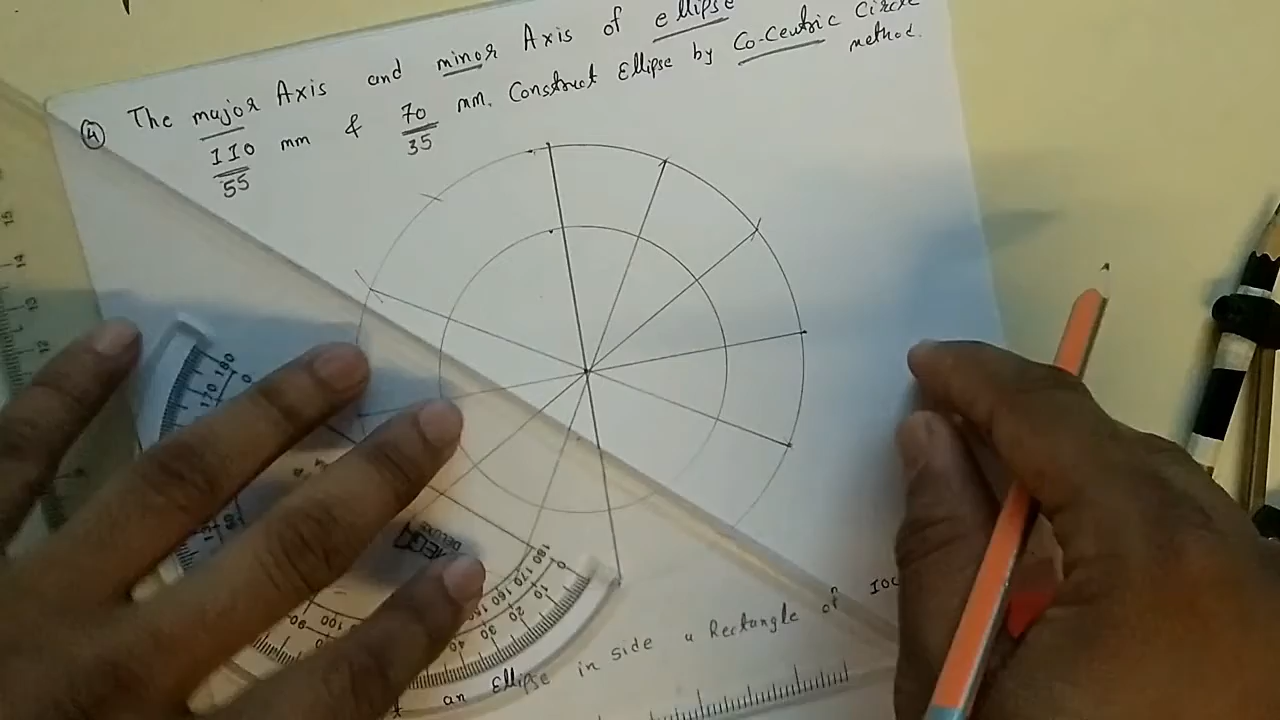 ④ The major Axis and minor Axis of ellipse
110 mm & 70 mm. Construct Ellipse by Co-Centric Circle
55 35 method.
an Ellipse in side a Rectangle of